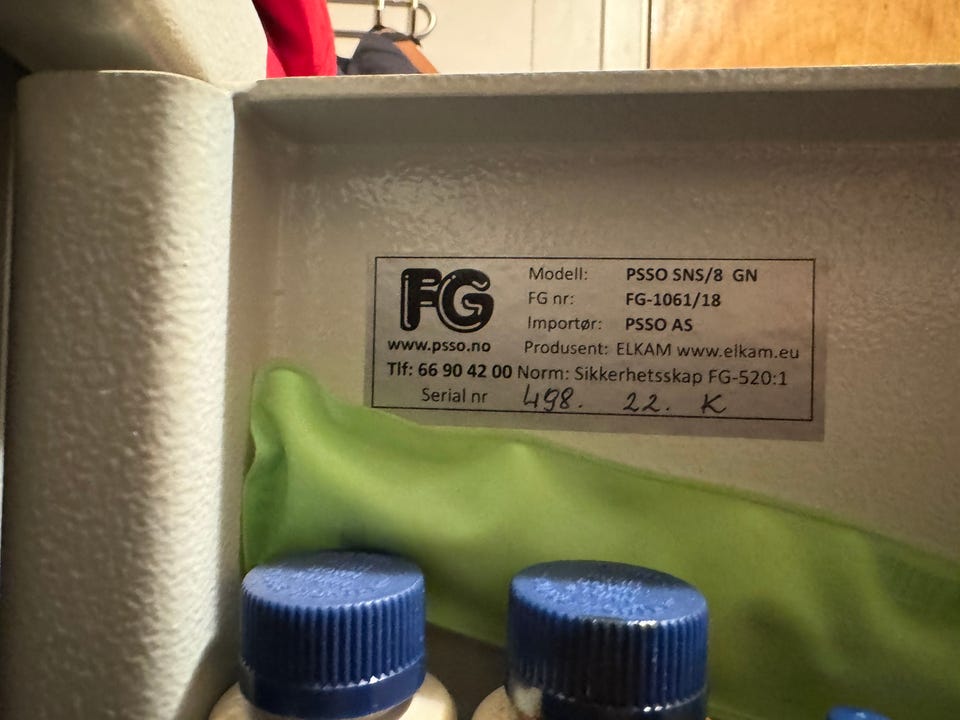 FG
Modell: PSSO SNS/8 GN
FG nr: FG-1061/18
Importør: PSSO AS
www.psso.no Produsent: ELKAM www.elkam.eu
Tlf: 66 90 42 00 Norm: Sikkerhetsskap FG-520:1
Serial nr 498. 22. K